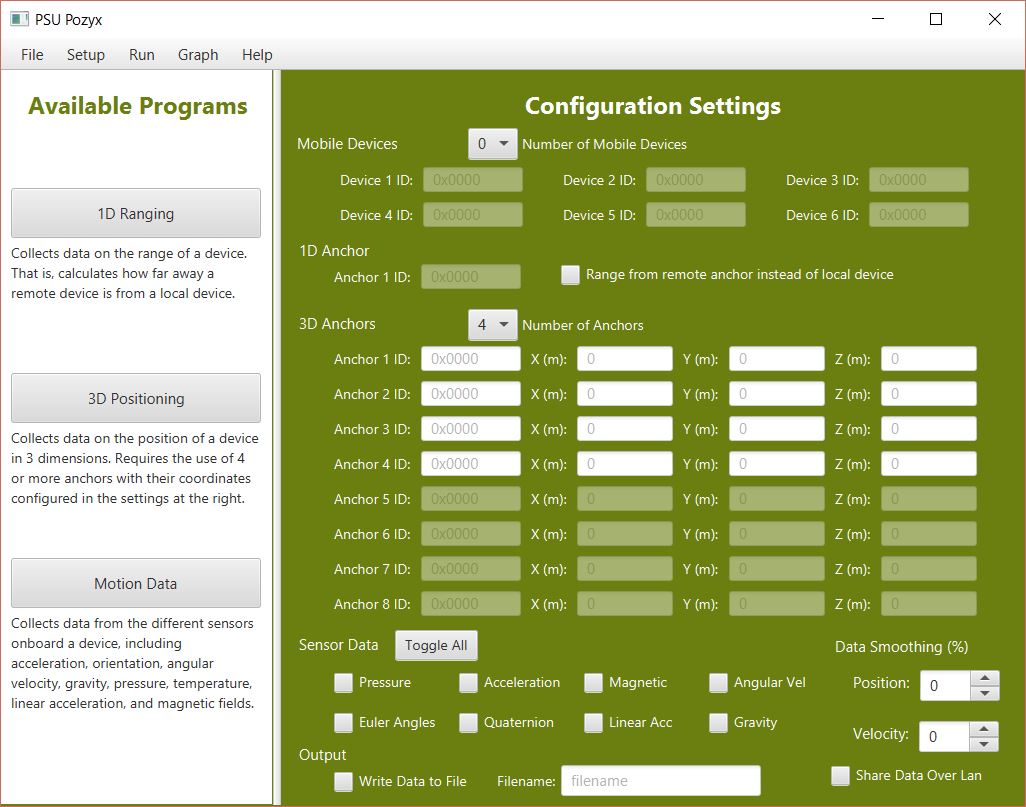 PSU Pozyx
File Setup Run Graph Help
Available Programs
1D Ranging
Collects data on the range of a device.
That is, calculates how far away a
remote device is from a local device.
3D Positioning
Collects data on the position of a device
in 3 dimensions. Requires the use of 4
or more anchors with their coordinates
configured in the settings at the right.
Motion Data
Collects data from the different sensors
onboard a device, including
acceleration, orientation, angular
velocity, gravity, pressure, temperature,
linear acceleration, and magnetic fields.
Configuration Settings
Mobile Devices 0 Number of Mobile Devices
Device 1 ID: 0x0000 Device 2 ID: 0x0000 Device 3 ID: 0x0000
Device 4 ID: 0x0000 Device 5 ID: 0x0000 Device 6 ID: 0x0000
1D Anchor
Anchor 1 ID: 0x0000 Range from remote anchor instead of local device
3D Anchors 4 Number of Anchors
Anchor 1 ID: 0x0000 X (m): 0 Y (m): 0 Z (m): 0
Anchor 2 ID: 0x0000 X (m): 0 Y (m): 0 Z (m): 0
Anchor 3 ID: 0x0000 X (m): 0 Y (m): 0 Z (m): 0
Anchor 4 ID: 0x0000 X (m): 0 Y (m): 0 Z (m): 0
Anchor 5 ID: 0x0000 X (m): 0 Y (m): 0 Z (m): 0
Anchor 6 ID: 0x0000 X (m): 0 Y (m): 0 Z (m): 0
Anchor 7 ID: 0x0000 X (m): 0 Y (m): 0 Z (m): 0
Anchor 8 ID: 0x0000 X (m): 0 Y (m): 0 Z (m): 0
Sensor Data Toggle All Data Smoothing (%)
Pressure Acceleration Magnetic Angular Vel Position: 0
Euler Angles Quaternion Linear Acc Gravity Velocity: 0
Output
Write Data to File Filename: filename Share Data Over Lan